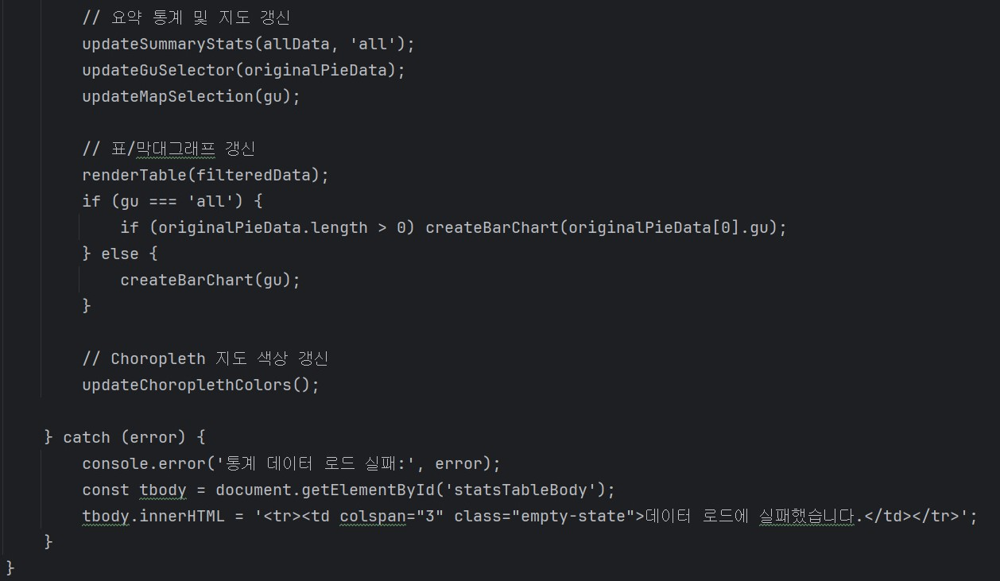 // 요약 통계 및 지도 갱신
updateSummaryStats(allData, 'all');
updateGuSelector(originalPieData);
updateMapSelection(gu);
// 표/막대그래프 갱신
renderTable(filteredData);
if (gu === 'all') {
if (originalPieData.length > 0) createBarChart(originalPieData[0].gu);
} else {
createBarChart(gu);
}
// Choropleth 지도 색상 갱신
updateChoroplethColors();
} catch (error) {
console.error('통계 데이터 로드 실패:', error);
const tbody = document.getElementById('statsTableBody');
tbody.innerHTML = '<tr><td colspan="3" class="empty-state">데이터 로드에 실패했습니다.</td></tr>';
}
}